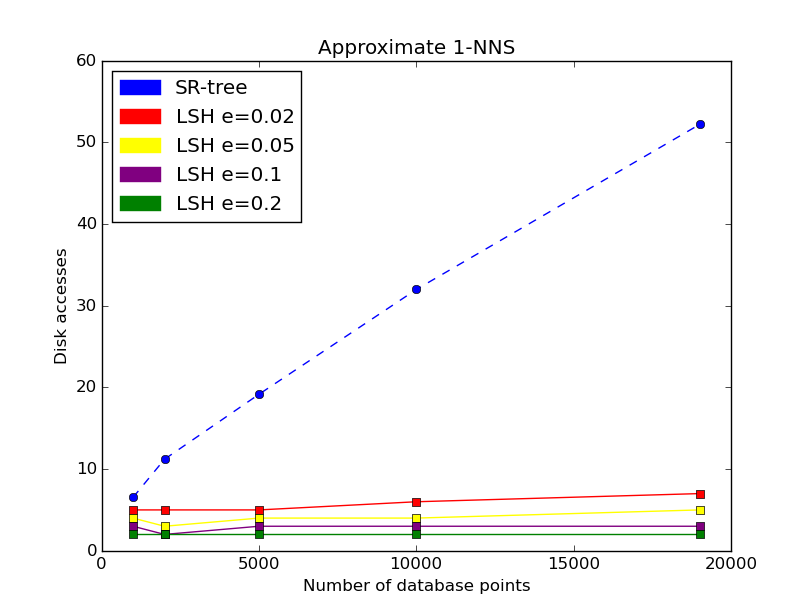 Approximate 1-NNS
60
50
40
30
20
10
0
Disk accesses
SR-tree
LSH e=0.02
LSH e=0.05
LSH e=0.1
LSH e=0.2
0 5000 10000 15000 20000
Number of database points